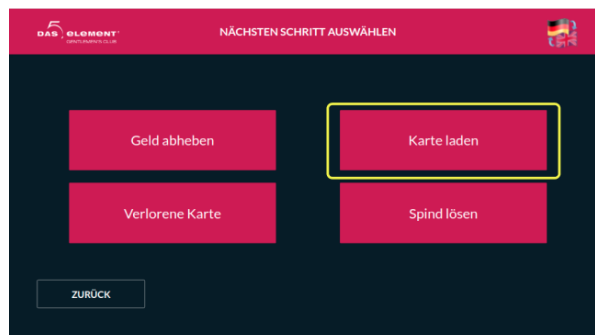 DAS 5 ELEMENT
GENTLEMEN'S CLUB
NÄCHSTEN SCHRITT AUSWÄHLEN
Geld abheben
Karte laden
Verlorene Karte
Spind lösen
ZURÜCK